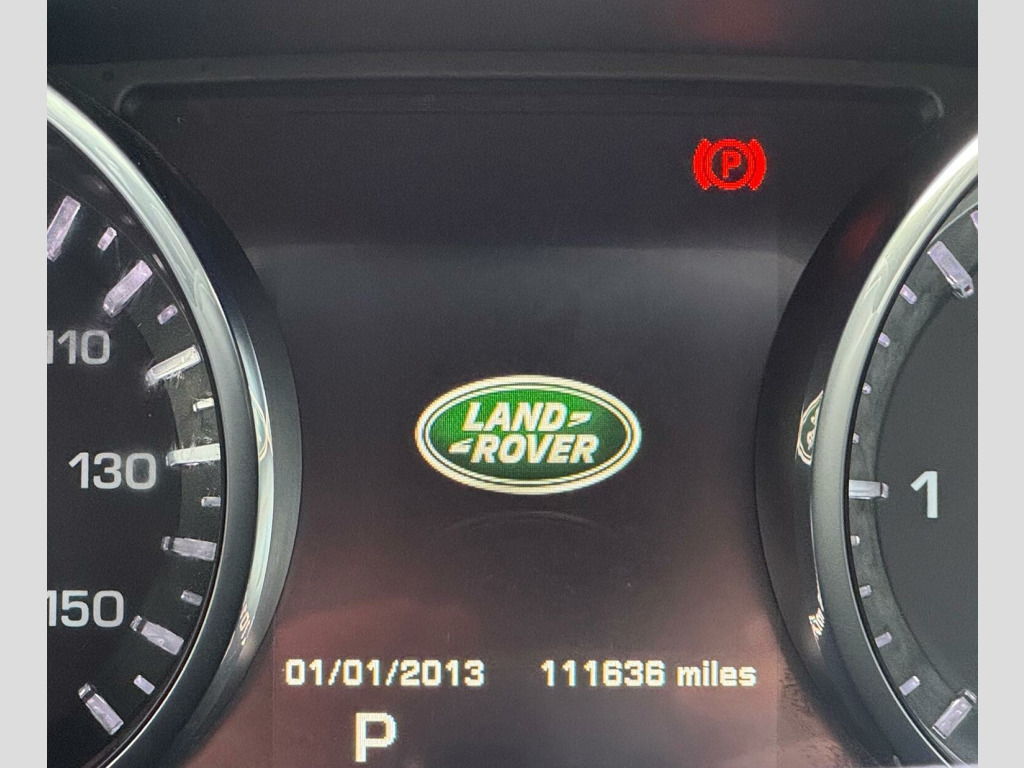 P
110
LAND
ROVER
130
1
150
01/01/2013 111636 miles
P